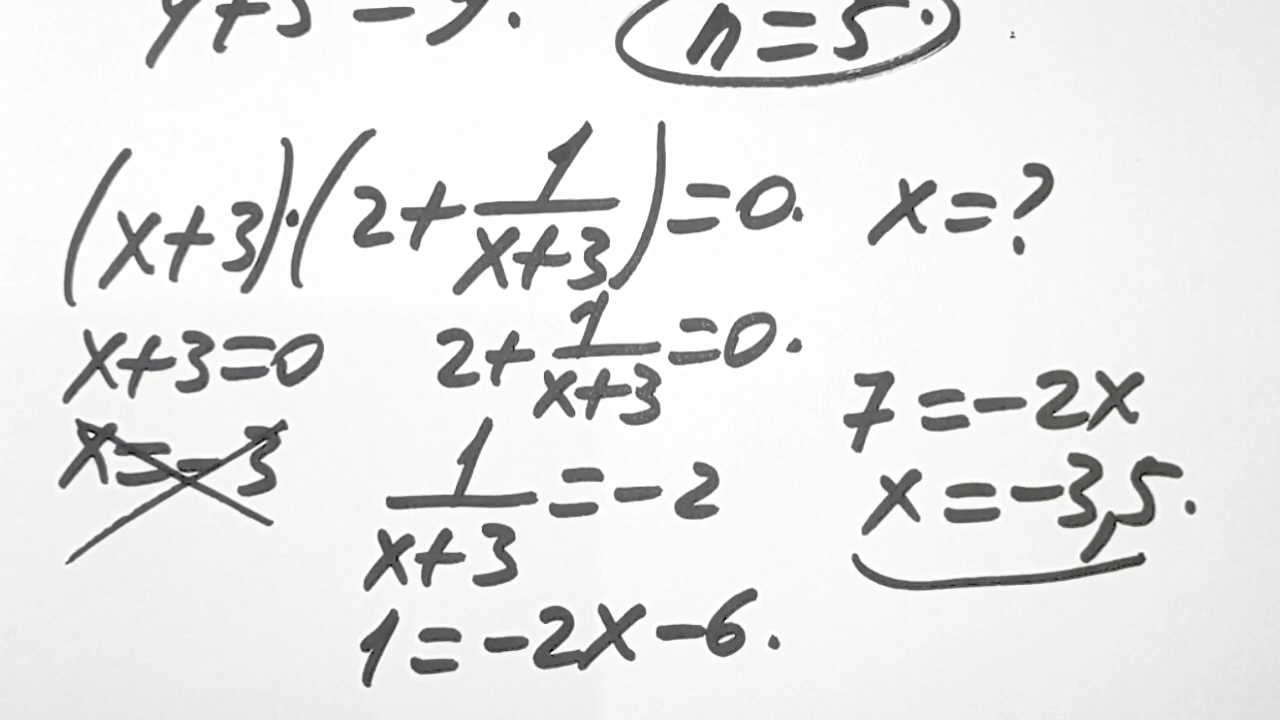 n=5.
(x+3)·(2+1/(x+3))=0. x=?
x+3=0 2+1/(x+3)=0.
x=-3 1/(x+3)=-2
1=-2x-6.
7=-2x
x=-3,5.